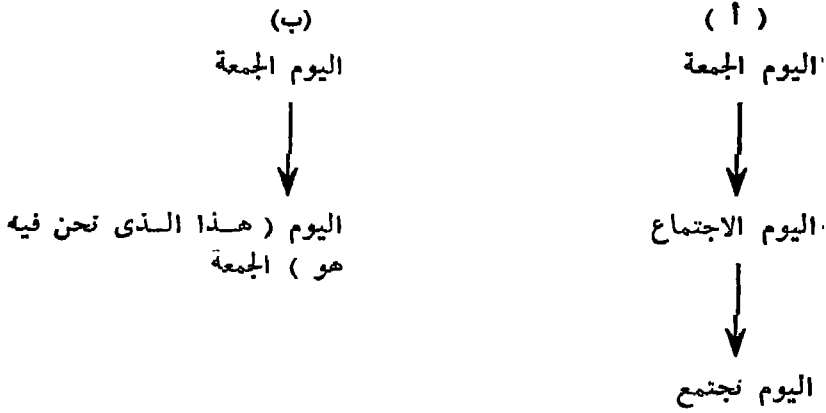 ( أ )
اليوم الجمعة
اليوم الاجتماع
اليوم نجتمع
(ب)
اليوم الجمعة
اليوم ( هذا الذى نحن فيه
هو ) الجمعة